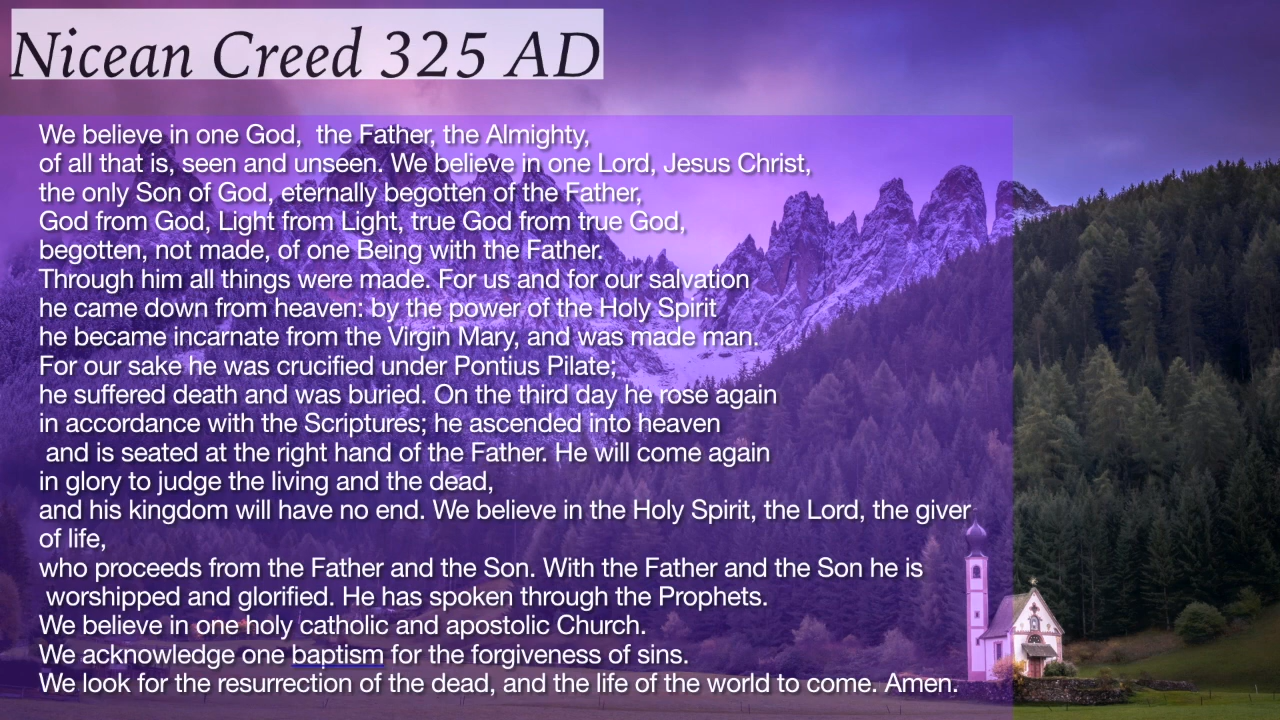 Nicean Creed 325 AD
We believe in one God,  the Father, the Almighty,
of all that is, seen and unseen. We believe in one Lord, Jesus Christ,
the only Son of God, eternally begotten of the Father,
God from God, Light from Light, true God from true God,
begotten, not made, of one Being with the Father.
Through him all things were made. For us and for our salvation
he came down from heaven: by the power of the Holy Spirit
he became incarnate from the Virgin Mary, and was made man.
For our sake he was crucified under Pontius Pilate;
he suffered death and was buried. On the third day he rose again
in accordance with the Scriptures; he ascended into heaven
and is seated at the right hand of the Father. He will come again
in glory to judge the living and the dead,
and his kingdom will have no end. We believe in the Holy Spirit, the Lord, the giver
of life,
who proceeds from the Father and the Son. With the Father and the Son he is
worshipped and glorified. He has spoken through the Prophets.
We believe in one holy catholic and apostolic Church.
We acknowledge one baptism for the forgiveness of sins.
We look for the resurrection of the dead, and the life of the world to come. Amen.